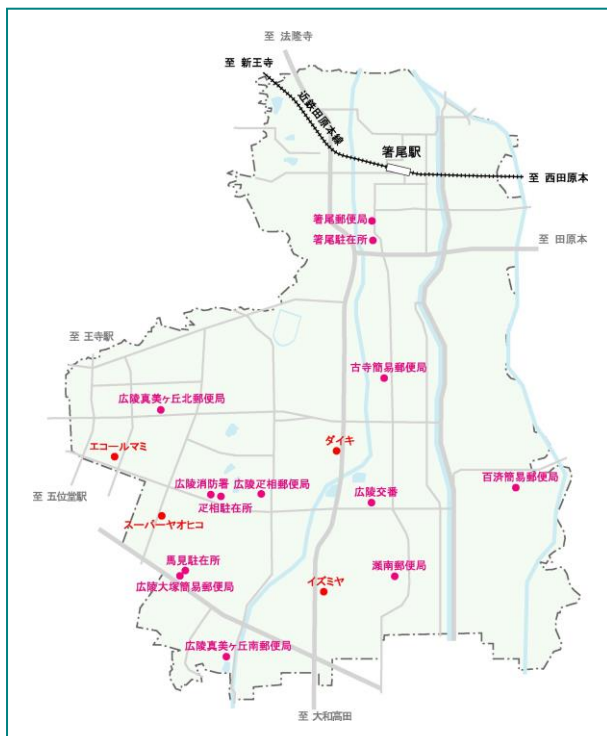 至 法隆寺
至 新王寺
近鉄田原本線
箸尾駅
至 西田原本
箸尾郵便局
箸尾駐在所
至 田原本
至 王寺駅
古寺簡易郵便局
広陵真美ヶ丘北郵便局
エコールマミ
ダイキ
百済簡易郵便局
広陵消防署
広陵疋相郵便局
疋相駐在所
広陵交番
至 五位堂駅
スーパーヤオヒコ
馬見駐在所
広陵大塚簡易郵便局
瀬南郵便局
イズミヤ
広陵真美ヶ丘南郵便局
至 大和高田